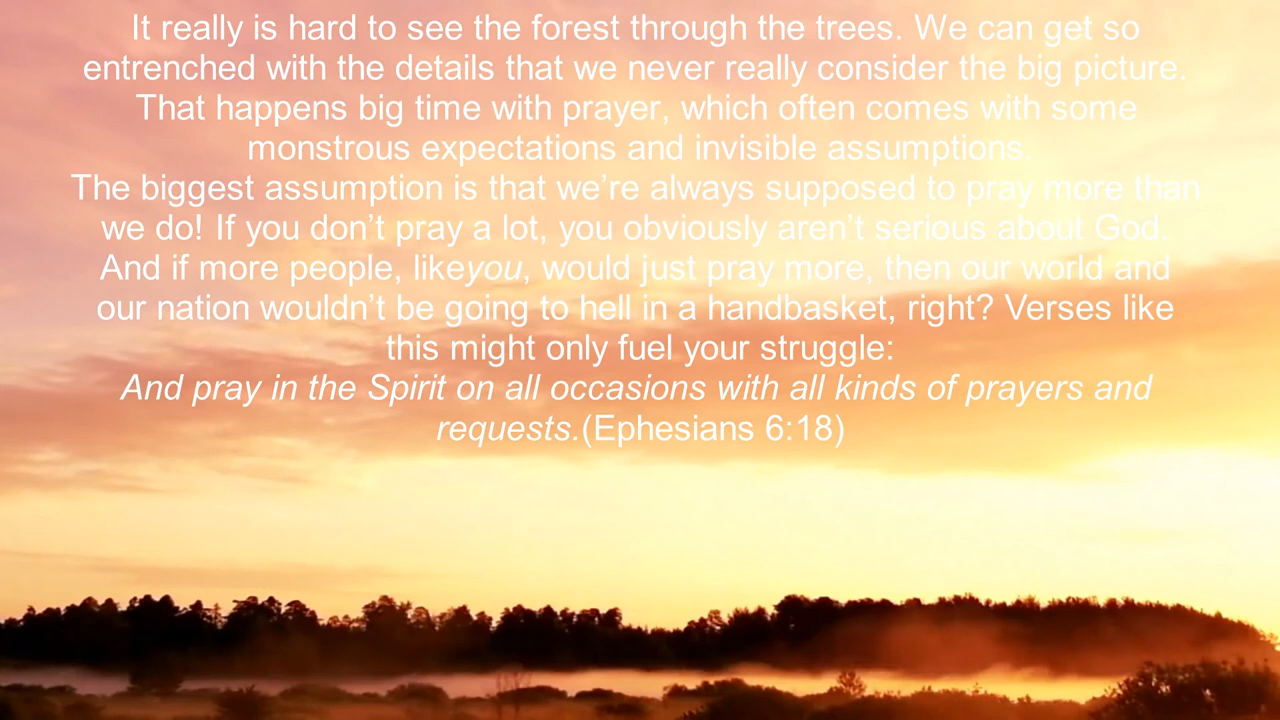 It really is hard to see the forest through the trees. We can get so
entrenched with the details that we never really consider the big picture.
That happens big time with prayer, which often comes with some
monstrous expectations and invisible assumptions.
The biggest assumption is that we’re always supposed to pray more than
we do! If you don’t pray a lot, you obviously aren’t serious about God.
And if more people, likeyou, would just pray more, then our world and
our nation wouldn’t be going to hell in a handbasket, right? Verses like
this might only fuel your struggle:
And pray in the Spirit on all occasions with all kinds of prayers and
requests.(Ephesians 6:18)